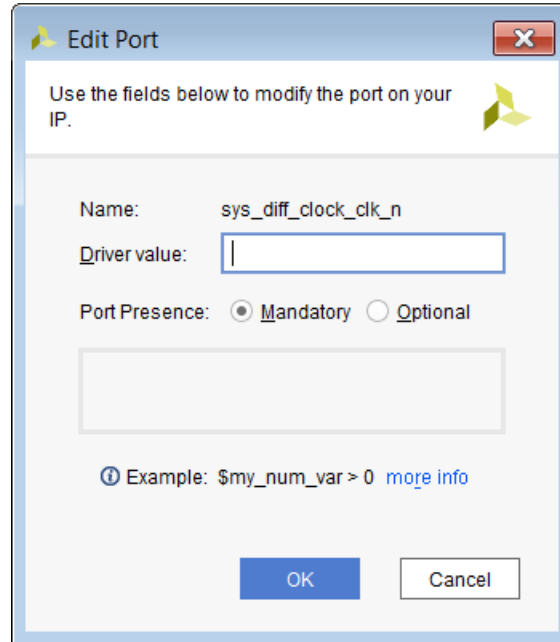 Edit Port
Use the fields below to modify the port on your
IP.
Name: sys_diff_clock_clk_n
Driver value:
Port Presence: Mandatory Optional
Example: $my_num_var > 0 more info
OK Cancel